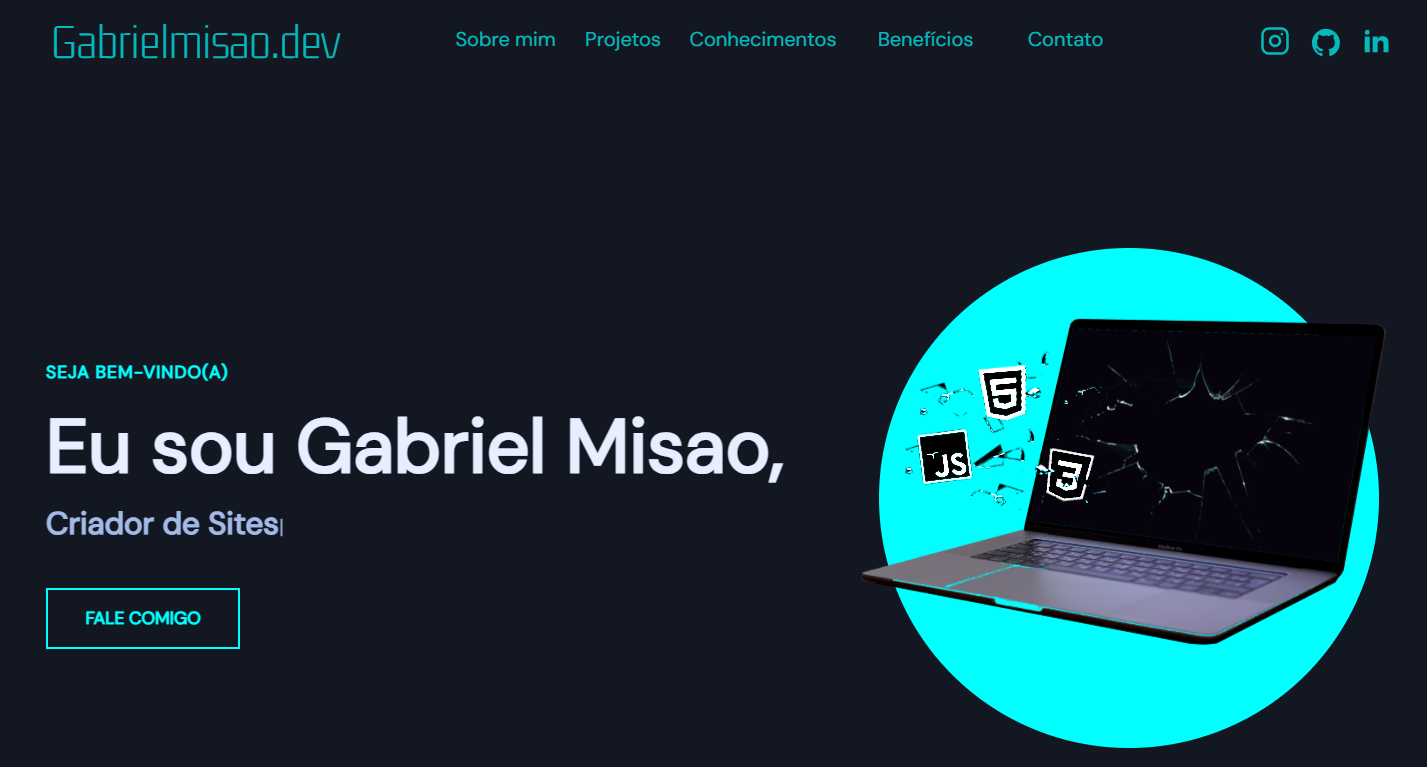 Gabrielmisao.dev
Sobre mim Projetos Conhecimentos Benefícios Contato
in
SEJA BEM-VINDO(A)
Eu sou Gabriel Misao,
Criador de Sites
FALE COMIGO
5
JS
3